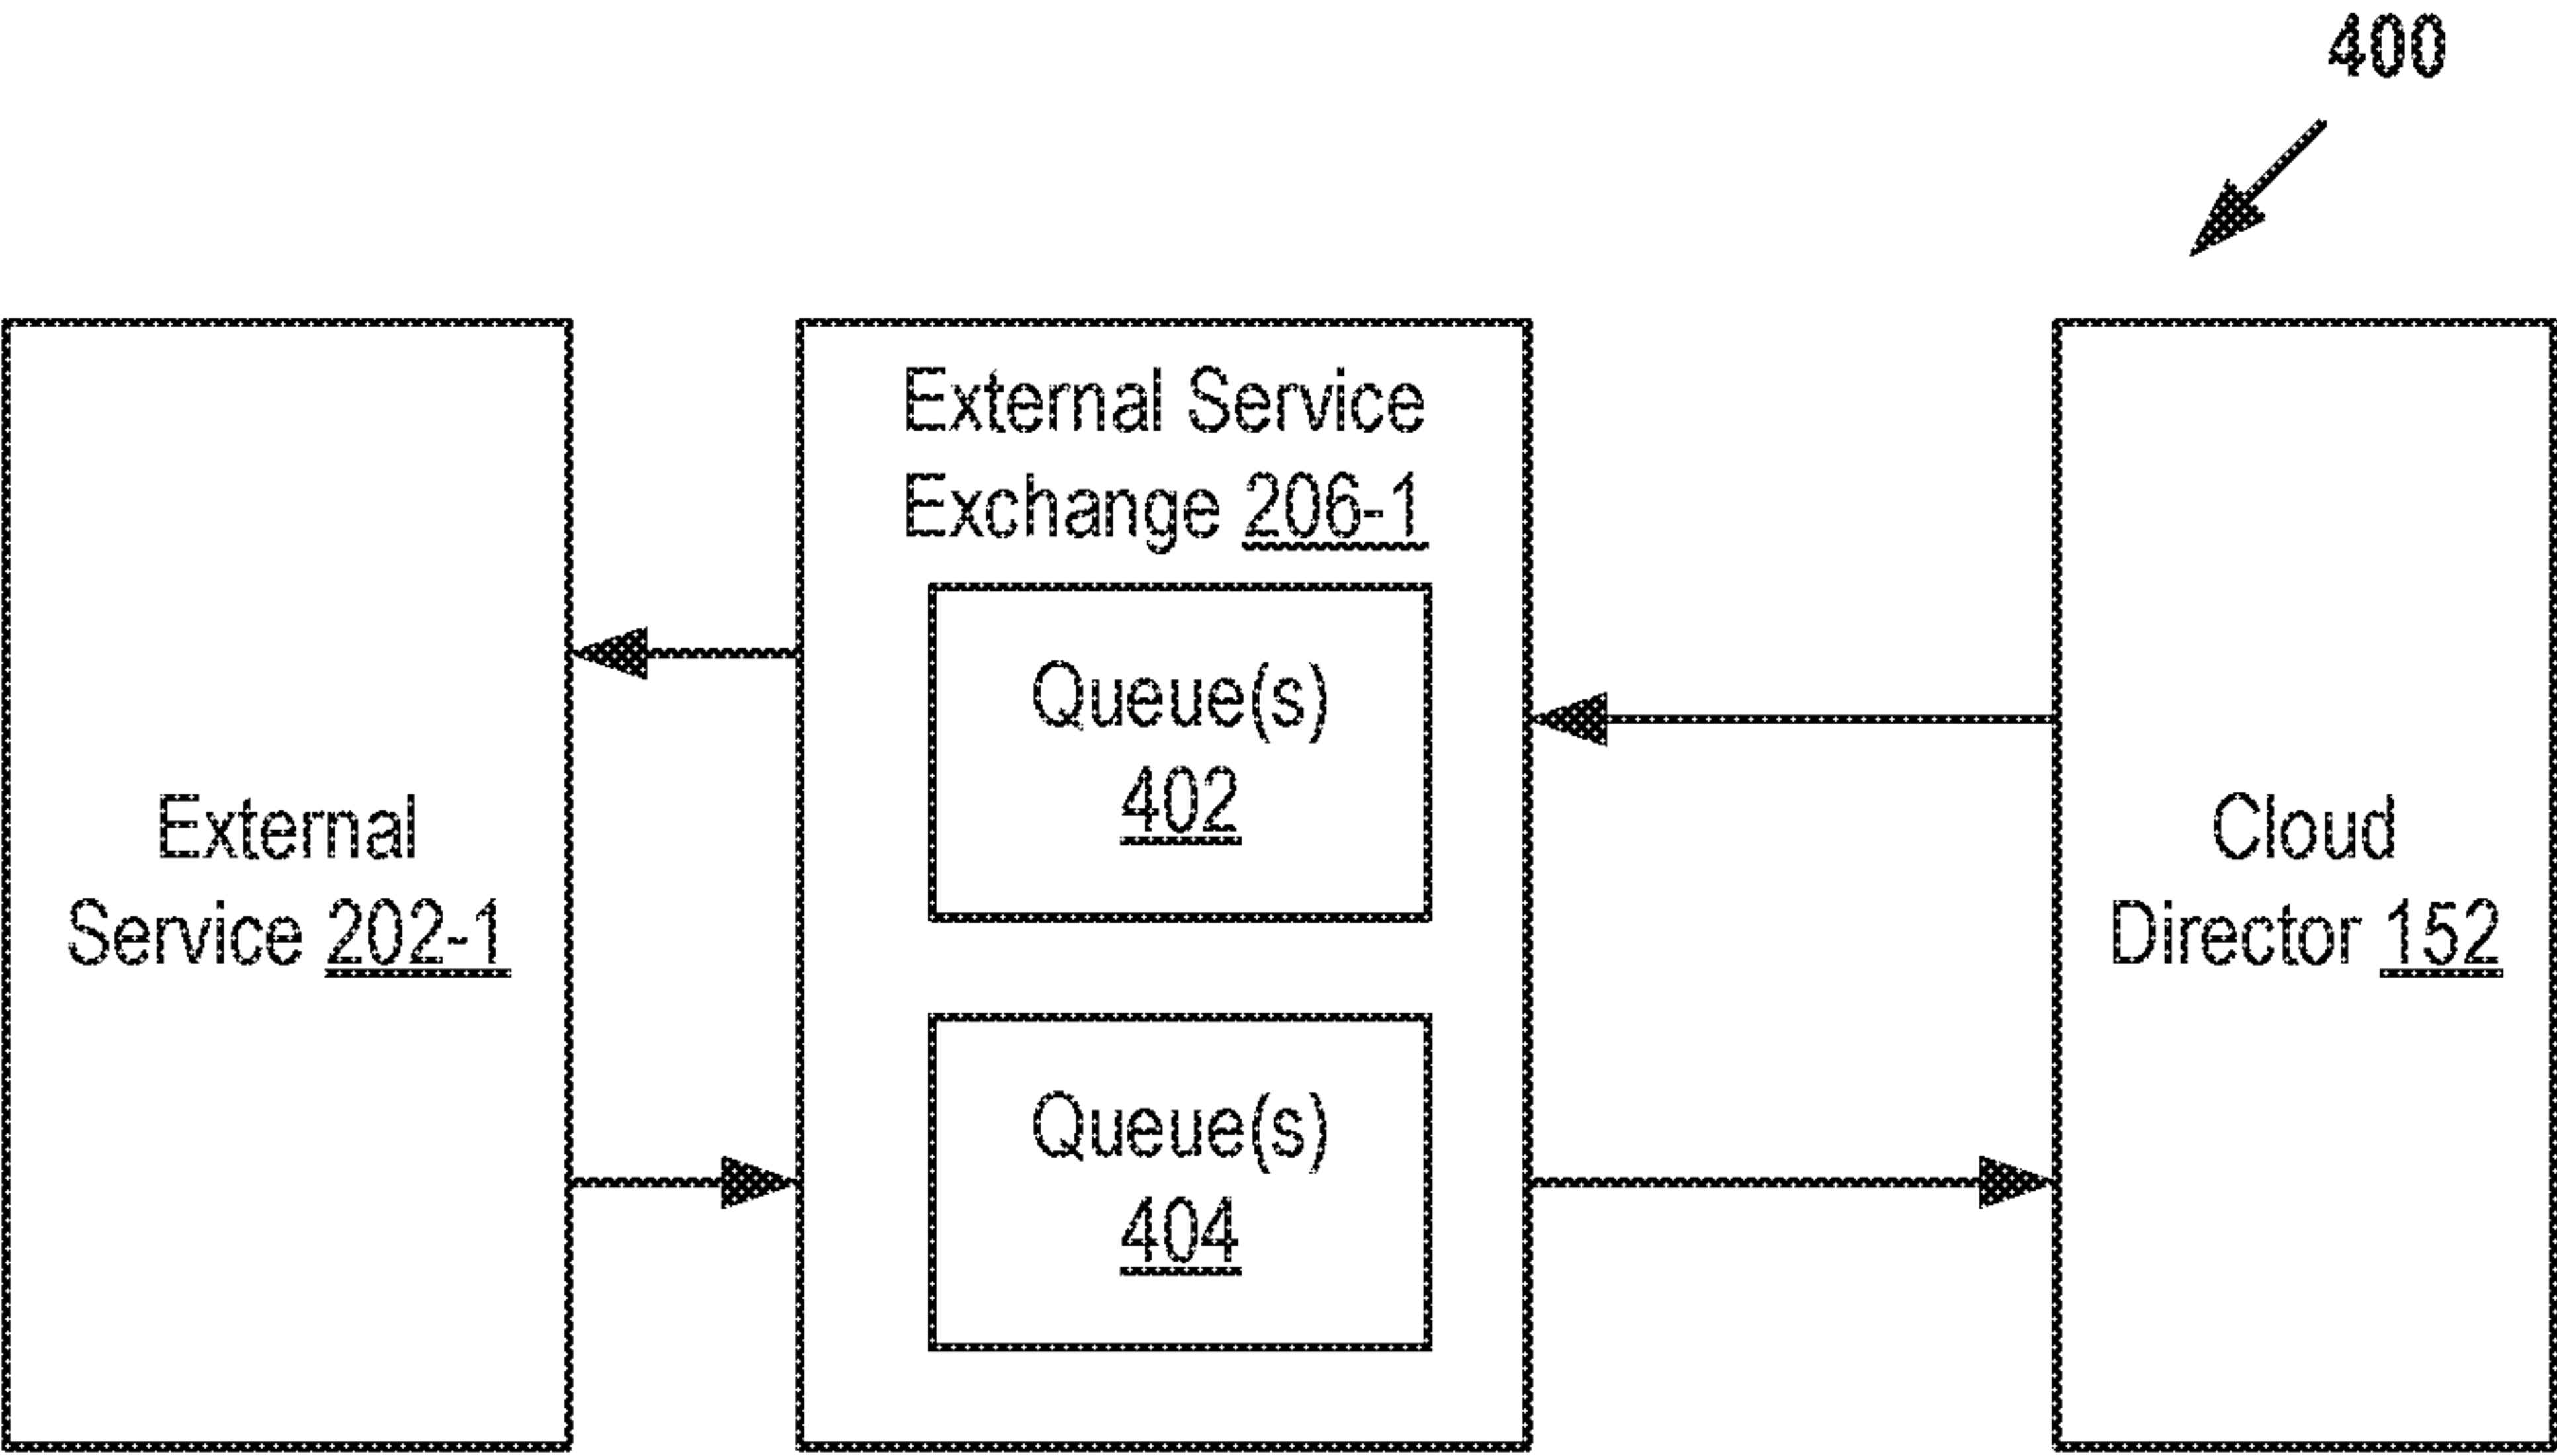 400
External Service
Exchange 206-1
Queue(s)
402
External
Service 202-1
Cloud
Director 152
Queue(s)
404